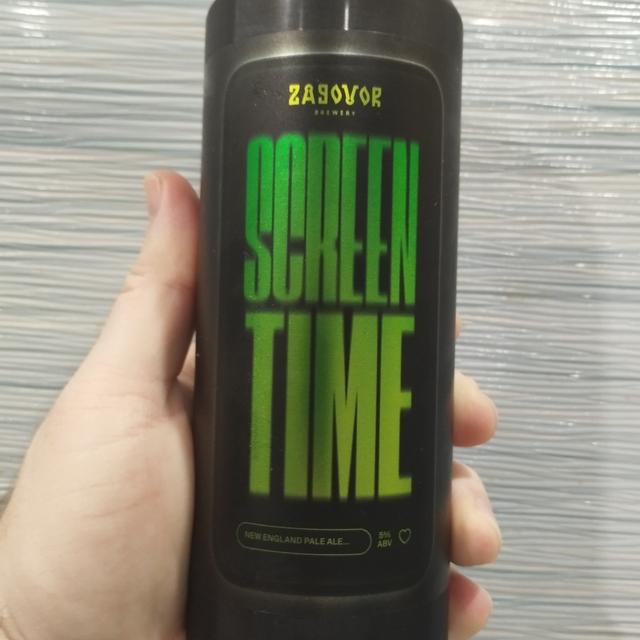 ZAGOVOR
BREWERY
SCREEN
TIME
NEW ENGLAND PALE ALE...
5%
ABV